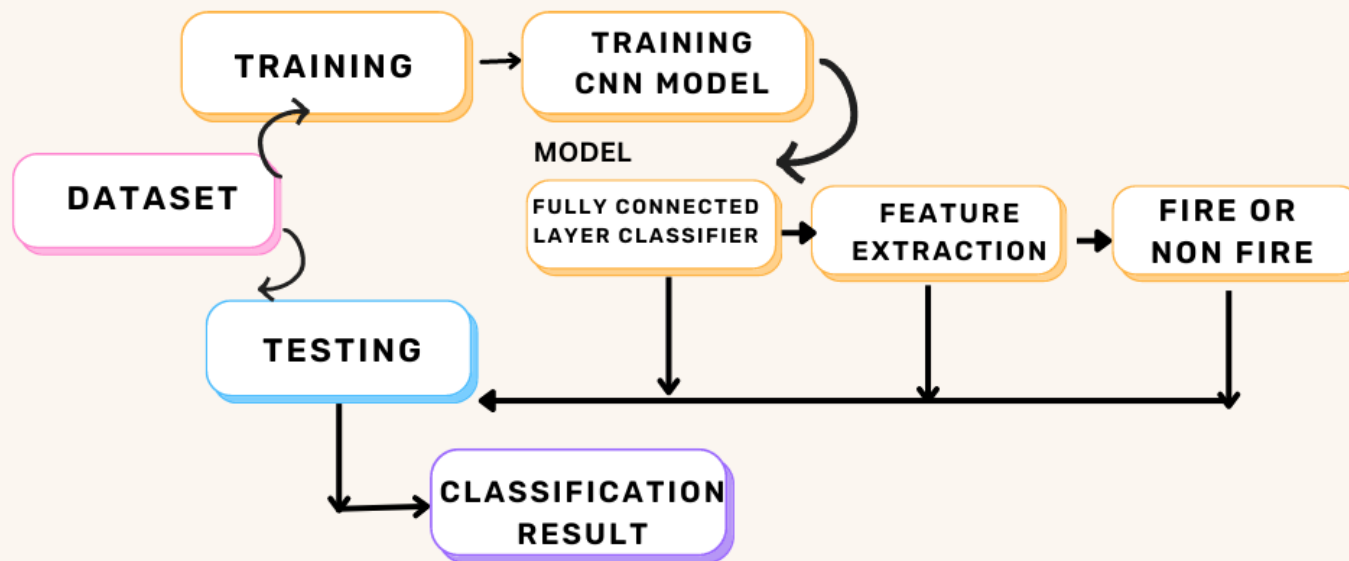 TRAINING
TRAINING
CNN MODEL
DATASET
MODEL
FULLY CONNECTED
LAYER CLASSIFIER
FEATURE
EXTRACTION
FIRE OR
NON FIRE
TESTING
CLASSIFICATION
RESULT